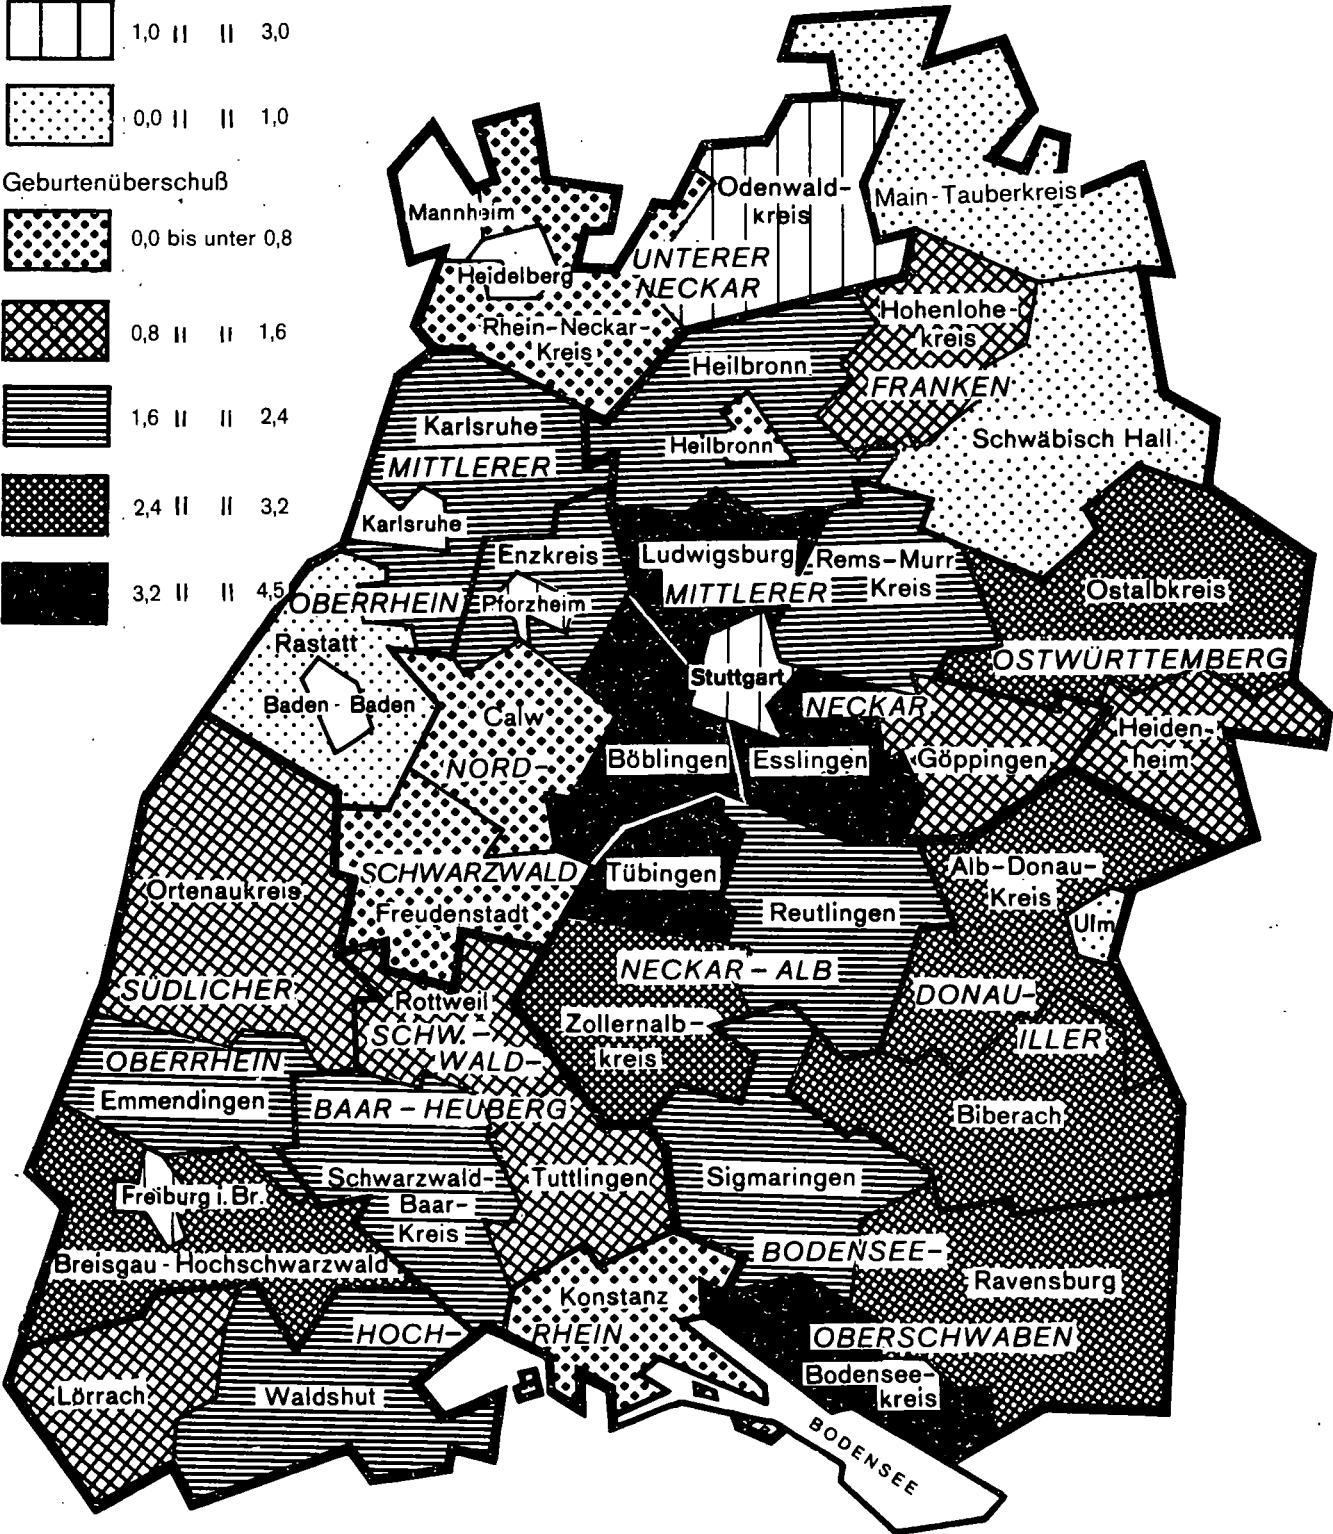 1,0 " " 3,0
0,0 " " 1,0
Geburtenüberschuß
0,0 bis unter 0,8
0,8 " " 1,6
1,6 " " 2,4
2,4 " " 3,2
3,2 " " 4,5
Mannheim
Heidelberg
Rhein-Neckar-
Kreis
UNTERER
NECKAR
Odenwald-
kreis
Main-Tauberkreis
Hohenlohe-
kreis
FRANKEN
Heilbronn
Heilbronn
Schwäbisch Hall
Karlsruhe
MITTLERER
Karlsruhe
OBERRHEIN
Enzkreis
Pforzheim
Ludwigsburg
MITTLERER
Rems-Murr
Kreis
Ostalbkreis
OSTWÜRTTEMBERG
Rastatt
Baden-Baden
Stuttgart
NECKAR
Calw
NORD-
Böblingen
Esslingen
Göppingen
Heiden-
heim
SCHWARZWALD
Freudenstadt
Tübingen
Reutlingen
Alb-Donau-
Kreis
Ulm
Ortenaukreis
SÜDLICHER
OBERRHEIN
Emmendingen
Rottweil
SCHW.-
WALD-
BAAR-HEUBERG
NECKAR-ALB
Zollernalb-
kreis
DONAU-
ILLER
Biberach
Freiburg i.Br.
Breisgau-Hochschwarzwald
Schwarzwald-
Baar-
Kreis
Tuttlingen
Sigmaringen
BODENSEE-
Ravensburg
OBERSCHWABEN
Bodensee-
kreis
Konstanz
HOCH-
RHEIN
Lörrach
Waldshut
BODENSEE